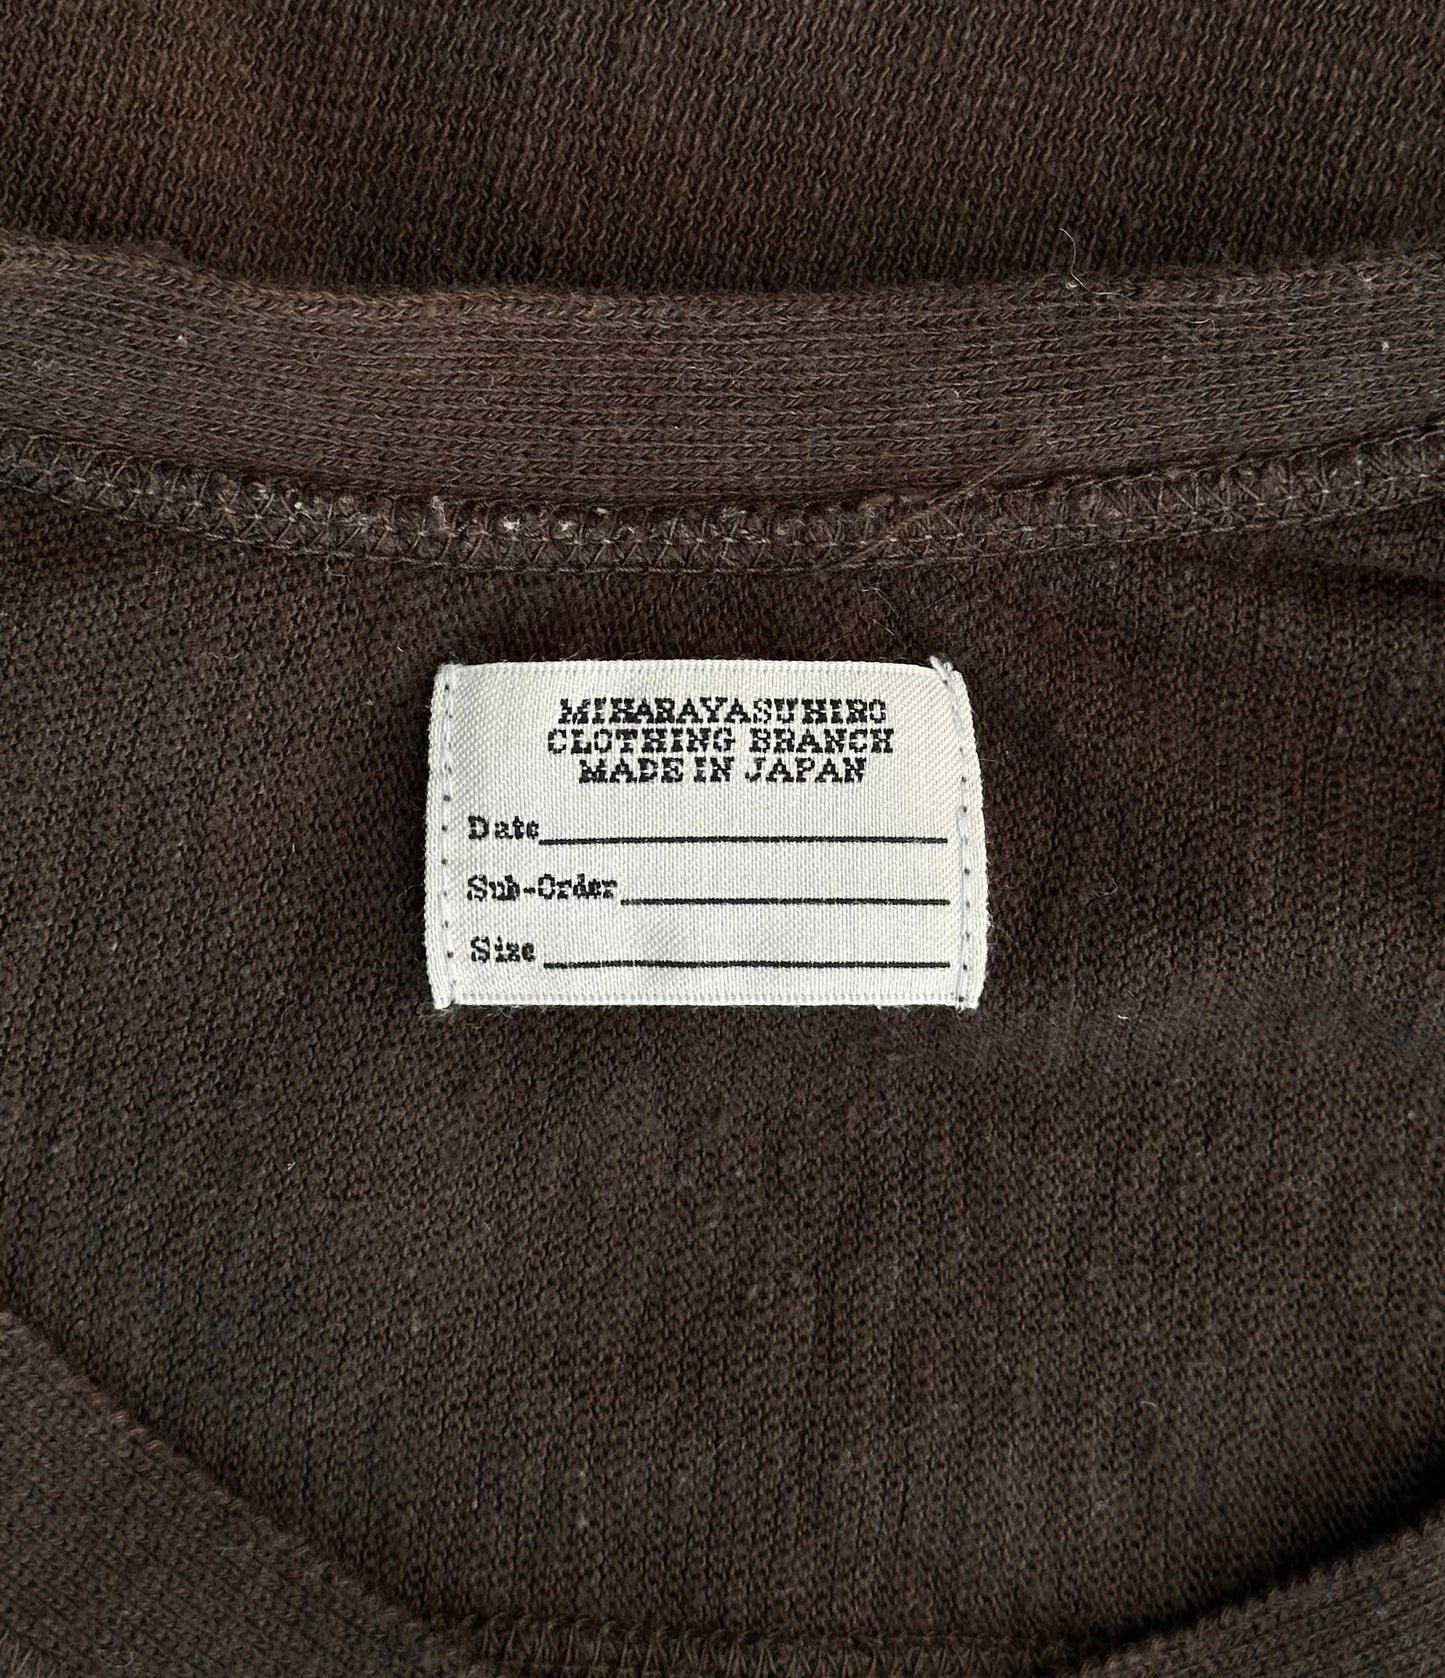 MIHARAYASUHIRO
CLOTHING BRANCH
MADE IN JAPAN
Date
Sub-Order
Size